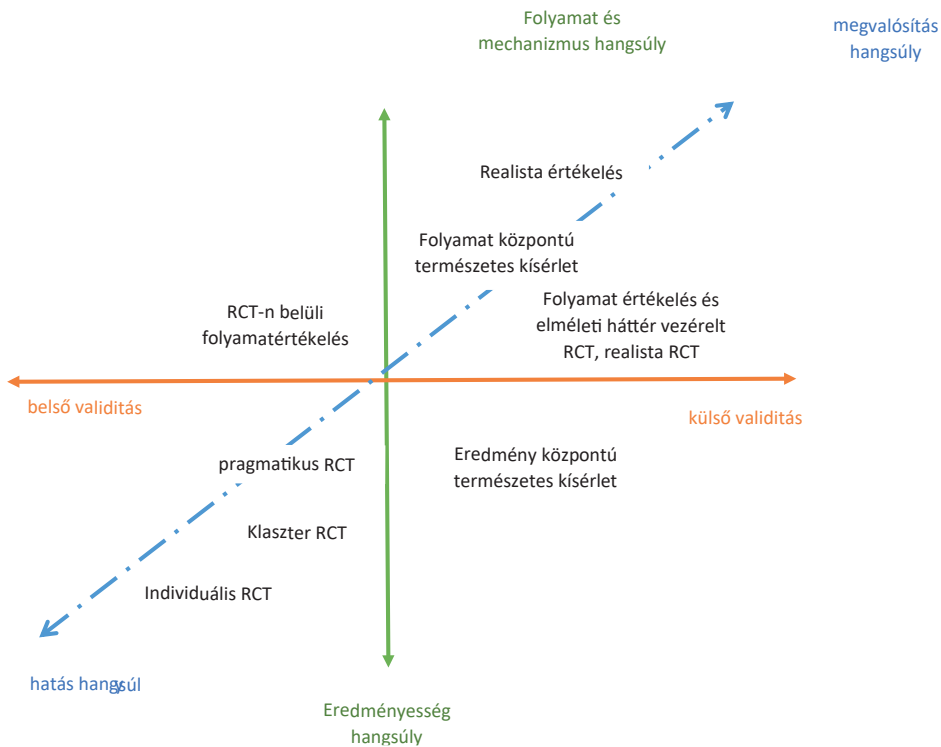 Folyamat és
mechanizmus hangsúly
megvalósítás
hangsúly
Realista értékelés
Folyamat központú
természetes kísérlet
RCT-n belüli
folyamatértékelés
Folyamat értékelés és
elméleti háttér vezérelt
RCT, realista RCT
belső validitás
külső validitás
pragmatikus RCT
Eredmény központú
természetes kísérlet
Klaszter RCT
Individuális RCT
hatás hangsúly
Eredményesség
hangsúly